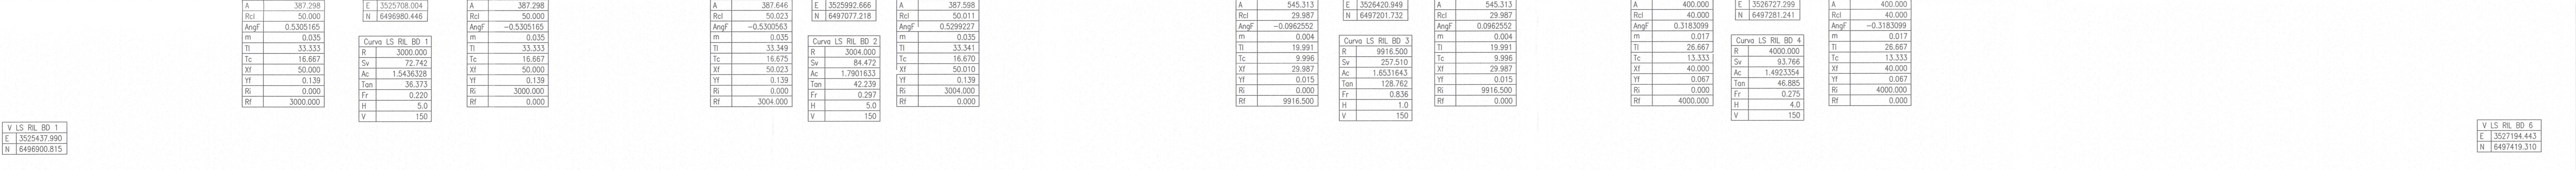 A 387.298
Rcl 50.000
AngF 0.5305165
m 0.035
Tl 33.333
Tc 16.667
Xf 50.000
Yf 0.139
Ri 0.000
Rf 3000.000
E 3525708.004
N 6496980.446
Curva LS RIL BD 1
R 3000.000
Sv 72.742
Ac 1.5436328
Tan 36.373
Fr 0.220
H 5.0
V 150
A 387.298
Rcl 50.000
AngF -0.5305165
m 0.035
Tl 33.333
Tc 16.667
Xf 50.000
Yf 0.139
Ri 3000.000
Rf 0.000
A 387.646
Rcl 50.023
AngF -0.5300563
m 0.035
Tl 33.349
Tc 16.675
Xf 50.023
Yf 0.139
Ri 0.000
Rf 3004.000
E 3525992.666
N 6497077.218
Curva LS RIL BD 2
R 3004.000
Sv 84.472
Ac 1.7901633
Tan 42.239
Fr 0.297
H 5.0
V 150
A 387.598
Rcl 50.011
AngF 0.5299227
m 0.035
Tl 33.341
Tc 16.670
Xf 50.010
Yf 0.139
Ri 3004.000
Rf 0.000
A 545.313
Rcl 29.987
AngF -0.0962552
m 0.004
Tl 19.991
Tc 9.996
Xf 29.987
Yf 0.015
Ri 0.000
Rf 9916.500
E 3526420.949
N 6497201.732
Curva LS RIL BD 3
R 9916.500
Sv 257.510
Ac 1.6531643
Tan 128.762
Fr 0.836
H 1.0
V 150
A 545.313
Rcl 29.987
AngF 0.0962552
m 0.004
Tl 19.991
Tc 9.996
Xf 29.987
Yf 0.015
Ri 9916.500
Rf 0.000
A 400.000
Rcl 40.000
AngF 0.3183099
m 0.017
Tl 26.667
Tc 13.333
Xf 40.000
Yf 0.067
Ri 0.000
Rf 4000.000
E 3526727.299
N 6497281.241
Curva LS RIL BD 4
R 4000.000
Sv 93.766
Ac 1.4923354
Tan 46.885
Fr 0.275
H 4.0
V 150
A 400.000
Rcl 40.000
AngF -0.3183099
m 0.017
Tl 26.667
Tc 13.333
Xf 40.000
Yf 0.067
Ri 4000.000
Rf 0.000
V LS RIL BD 1
E 3525437.990
N 6496900.815
V LS RIL BD 6
E 3527194.443
N 6497419.310